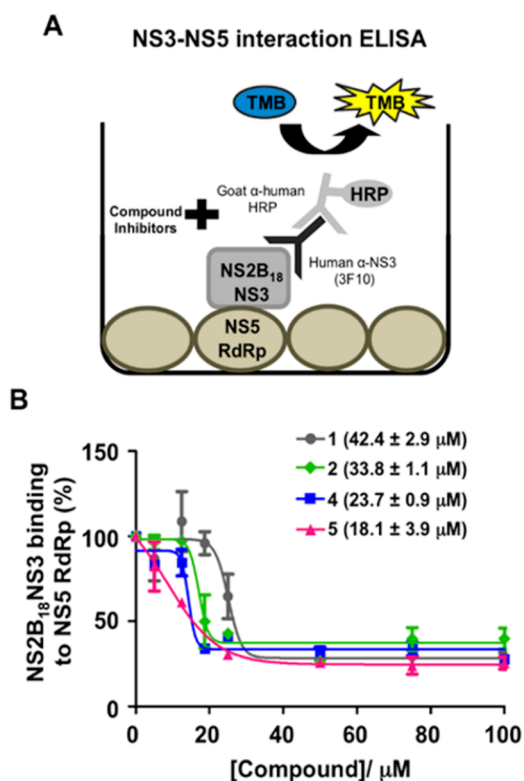 A
NS3-NS5 interaction ELISA
TMB
TMB
Compound
Inhibitors
Goat α-human
HRP
HRP
Human α-NS3
(3F10)
NS2B₁₈
NS3
NS5
RdRp
B
NS2B₁₈NS3 binding
to NS5 RdRp (%)
150
100
50
0
1 (42.4 ± 2.9 μM)
2 (33.8 ± 1.1 μM)
4 (23.7 ± 0.9 μM)
5 (18.1 ± 3.9 μM)
0 20 40 60 80 100
[Compound]/ μM